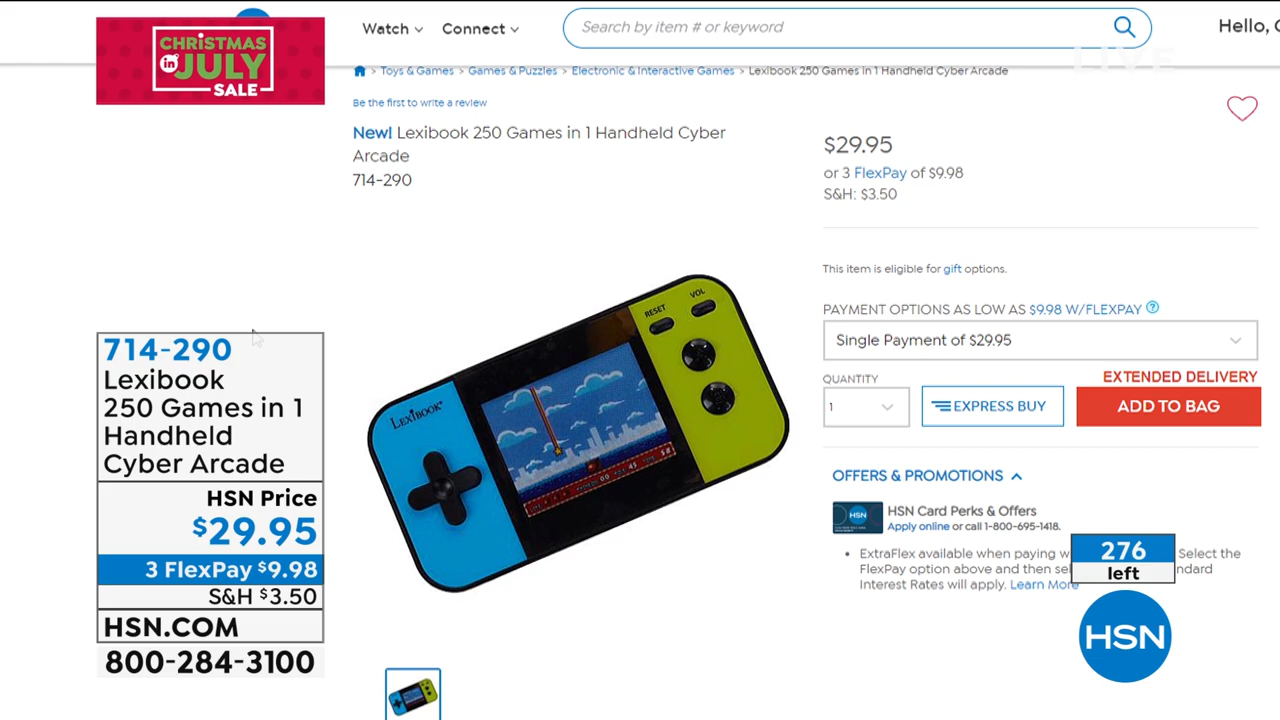 CHRISTMAS
in JULY
SALE
Watch
Connect
Search by item # or keyword
Hello, C
LIVE
> Toys & Games > Games & Puzzles > Electronic & Interactive Games > Lexibook 250 Games in 1 Handheld Cyber Arcade
Be the first to write a review
New! Lexibook 250 Games in 1 Handheld Cyber
Arcade
714-290
$29.95
or 3 FlexPay of $9.98
S&H: $3.50
This item is eligible for gift options.
PAYMENT OPTIONS AS LOW AS $9.98 W/FLEXPAY ?
Single Payment of $29.95
QUANTITY
EXTENDED DELIVERY
1
EXPRESS BUY
ADD TO BAG
OFFERS & PROMOTIONS
HSN
HSN Card Perks & Offers
Apply online or call 1-800-695-1418.
• ExtraFlex available when paying w Select the
FlexPay option above and then sel ndard
Interest Rates will apply. Learn More
276
left
HSN
RESET
VOL
LEXIBOOK
714-290
Lexibook
250 Games in 1
Handheld
Cyber Arcade
HSN Price
$29.95
3 FlexPay $9.98
S&H $3.50
HSN.COM
800-284-3100